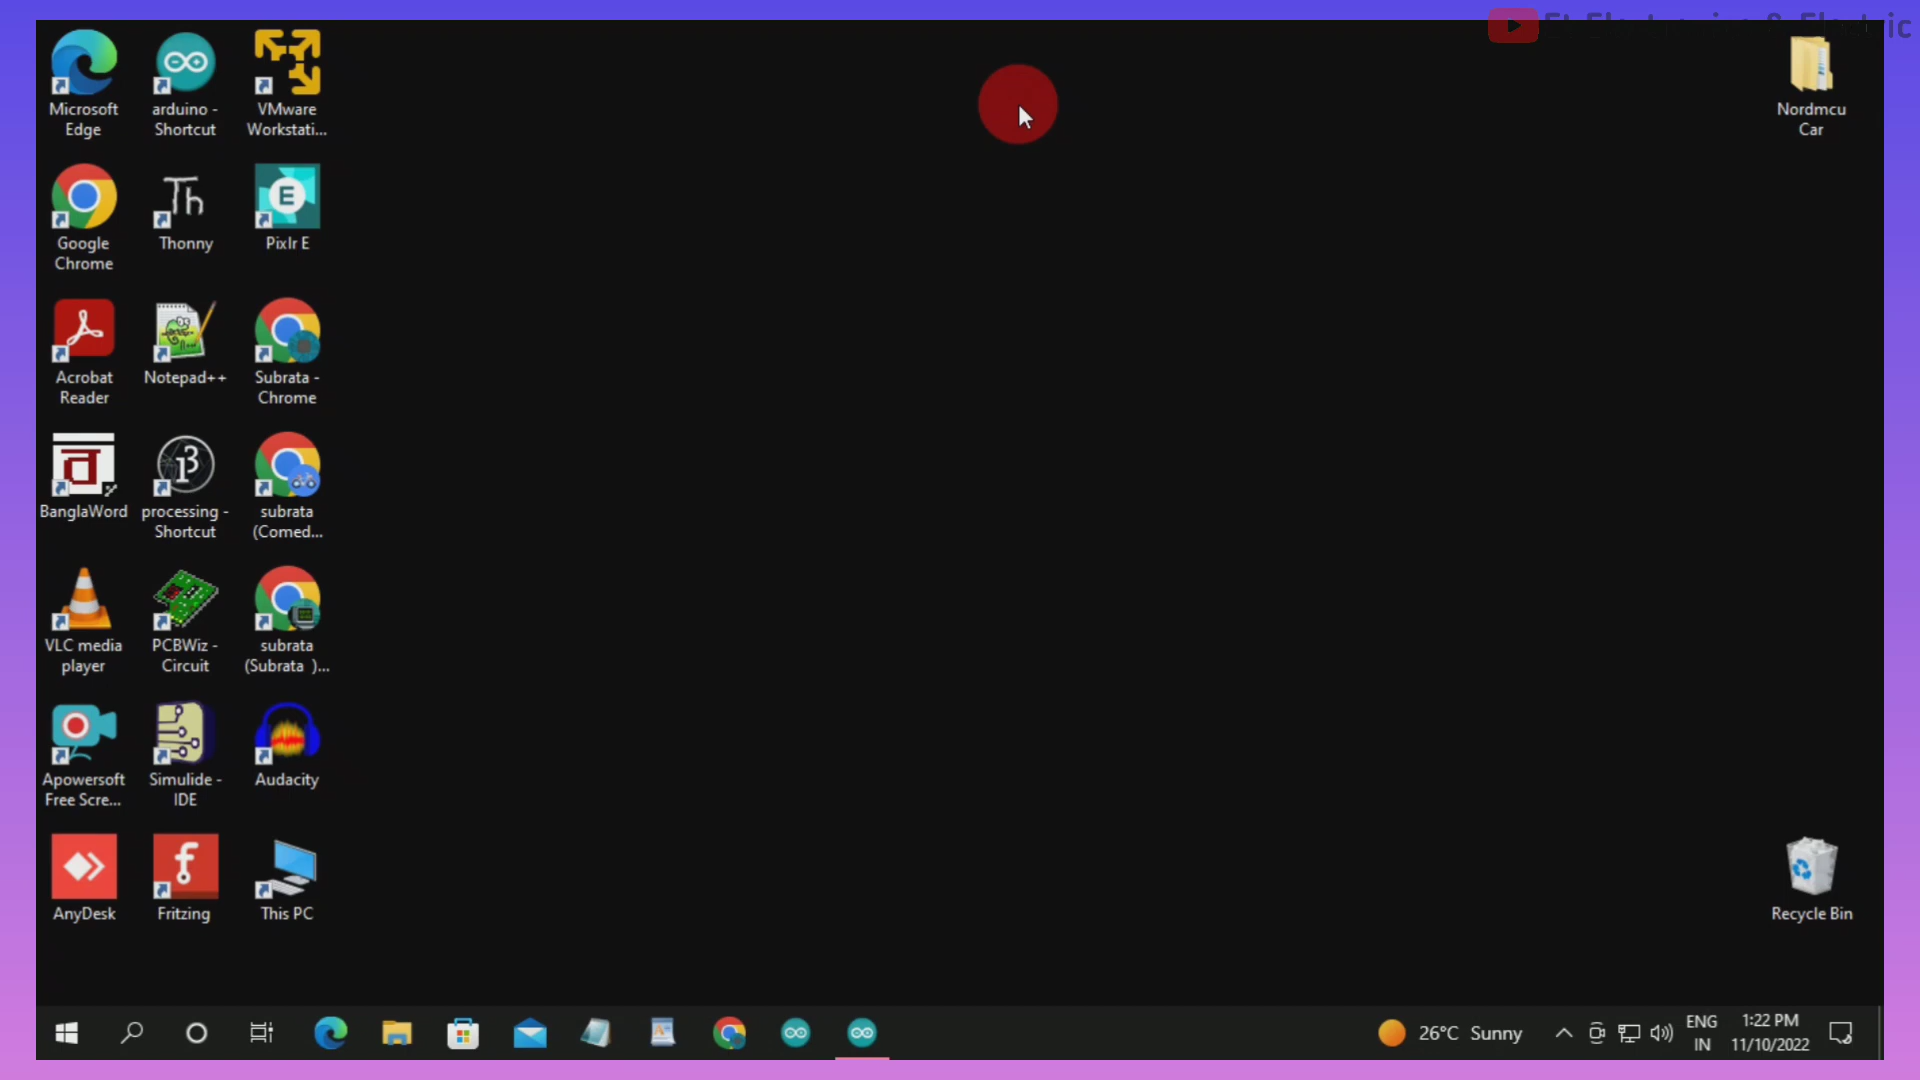 Microsoft
Edge
arduino -
Shortcut
VMware
Workstati...
Nordmcu
Car
Google
Chrome
Th
Thonny
E
Pixlr E
Acrobat
Reader
Notepad++
Subrata -
Chrome
BanglaWord
processing -
Shortcut
subrata
(Comed...
VLC media
player
PCBWiz -
Circuit
subrata
(Subrata )...
Apowersoft
Free Scre...
Simulide -
IDE
Audacity
AnyDesk
Fritzing
This PC
Recycle Bin
26°C Sunny
ENG
IN
1:22 PM
11/10/2022